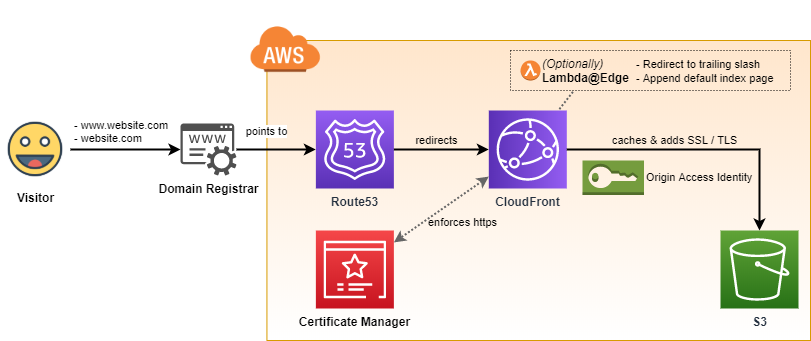 AWS
(Optionally)
Lambda@Edge
- Redirect to trailing slash
- Append default index page
- www.website.com
- website.com
WWW
points to
53
redirects
caches & adds SSL / TLS
Origin Access Identity
Visitor
Domain Registrar
Route53
CloudFront
enforces https
Certificate Manager
S3